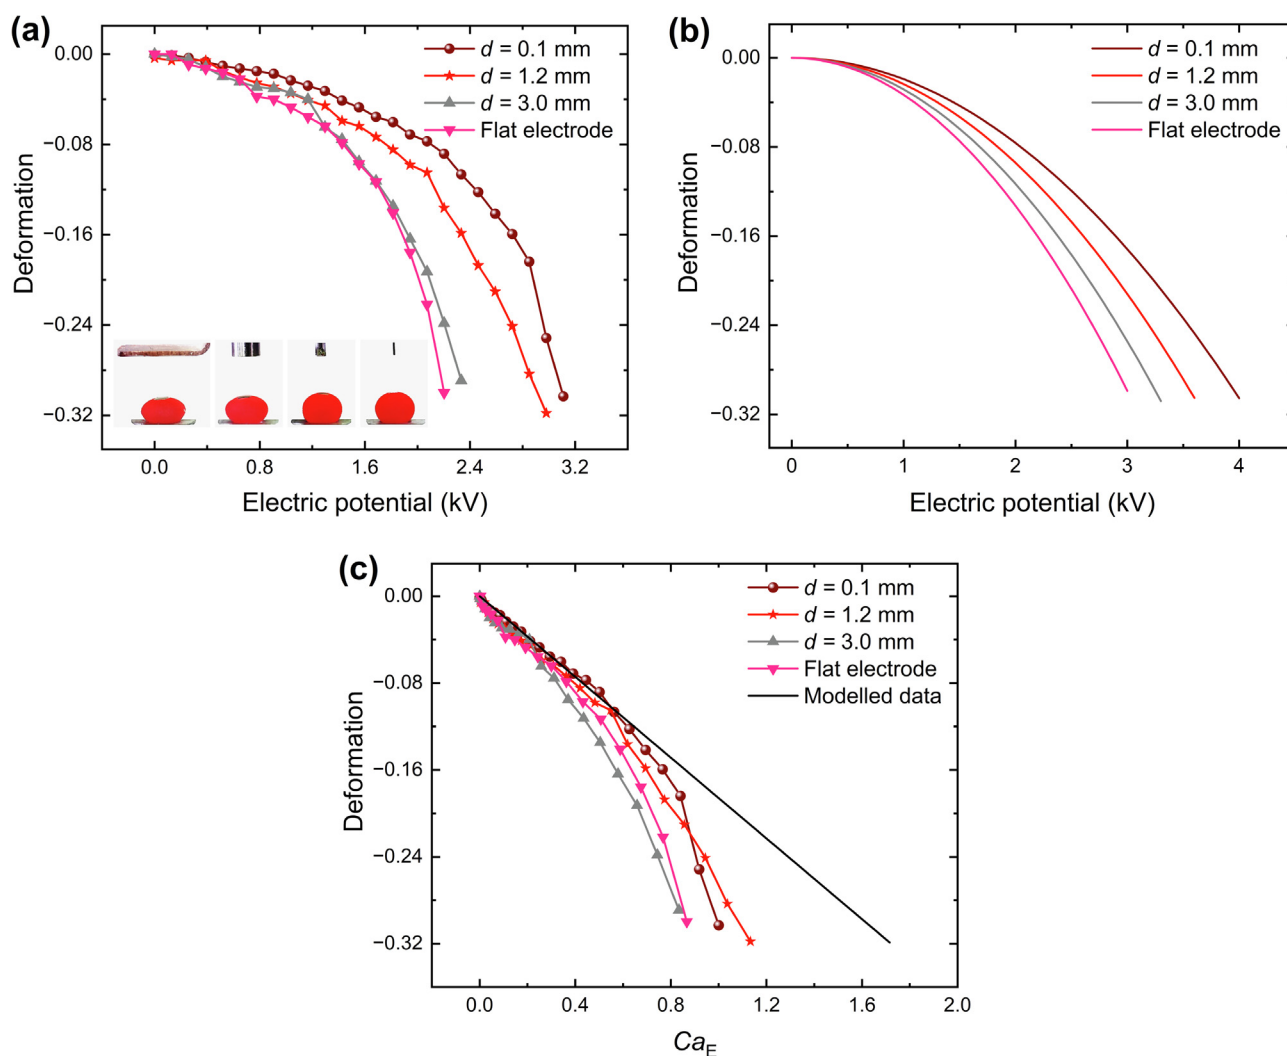 (a)
d = 0.1 mm
d = 1.2 mm
d = 3.0 mm
Flat electrode
0.00
−0.08
−0.16
−0.24
−0.32
Deformation
0.0 0.8 1.6 2.4 3.2
Electric potential (kV)
(b)
d = 0.1 mm
d = 1.2 mm
d = 3.0 mm
Flat electrode
0.00
−0.08
−0.16
−0.24
−0.32
Deformation
0 1 2 3 4
Electric potential (kV)
(c)
d = 0.1 mm
d = 1.2 mm
d = 3.0 mm
Flat electrode
Modelled data
0.00
−0.08
−0.16
−0.24
−0.32
Deformation
0.0 0.4 0.8 1.2 1.6 2.0
CaE